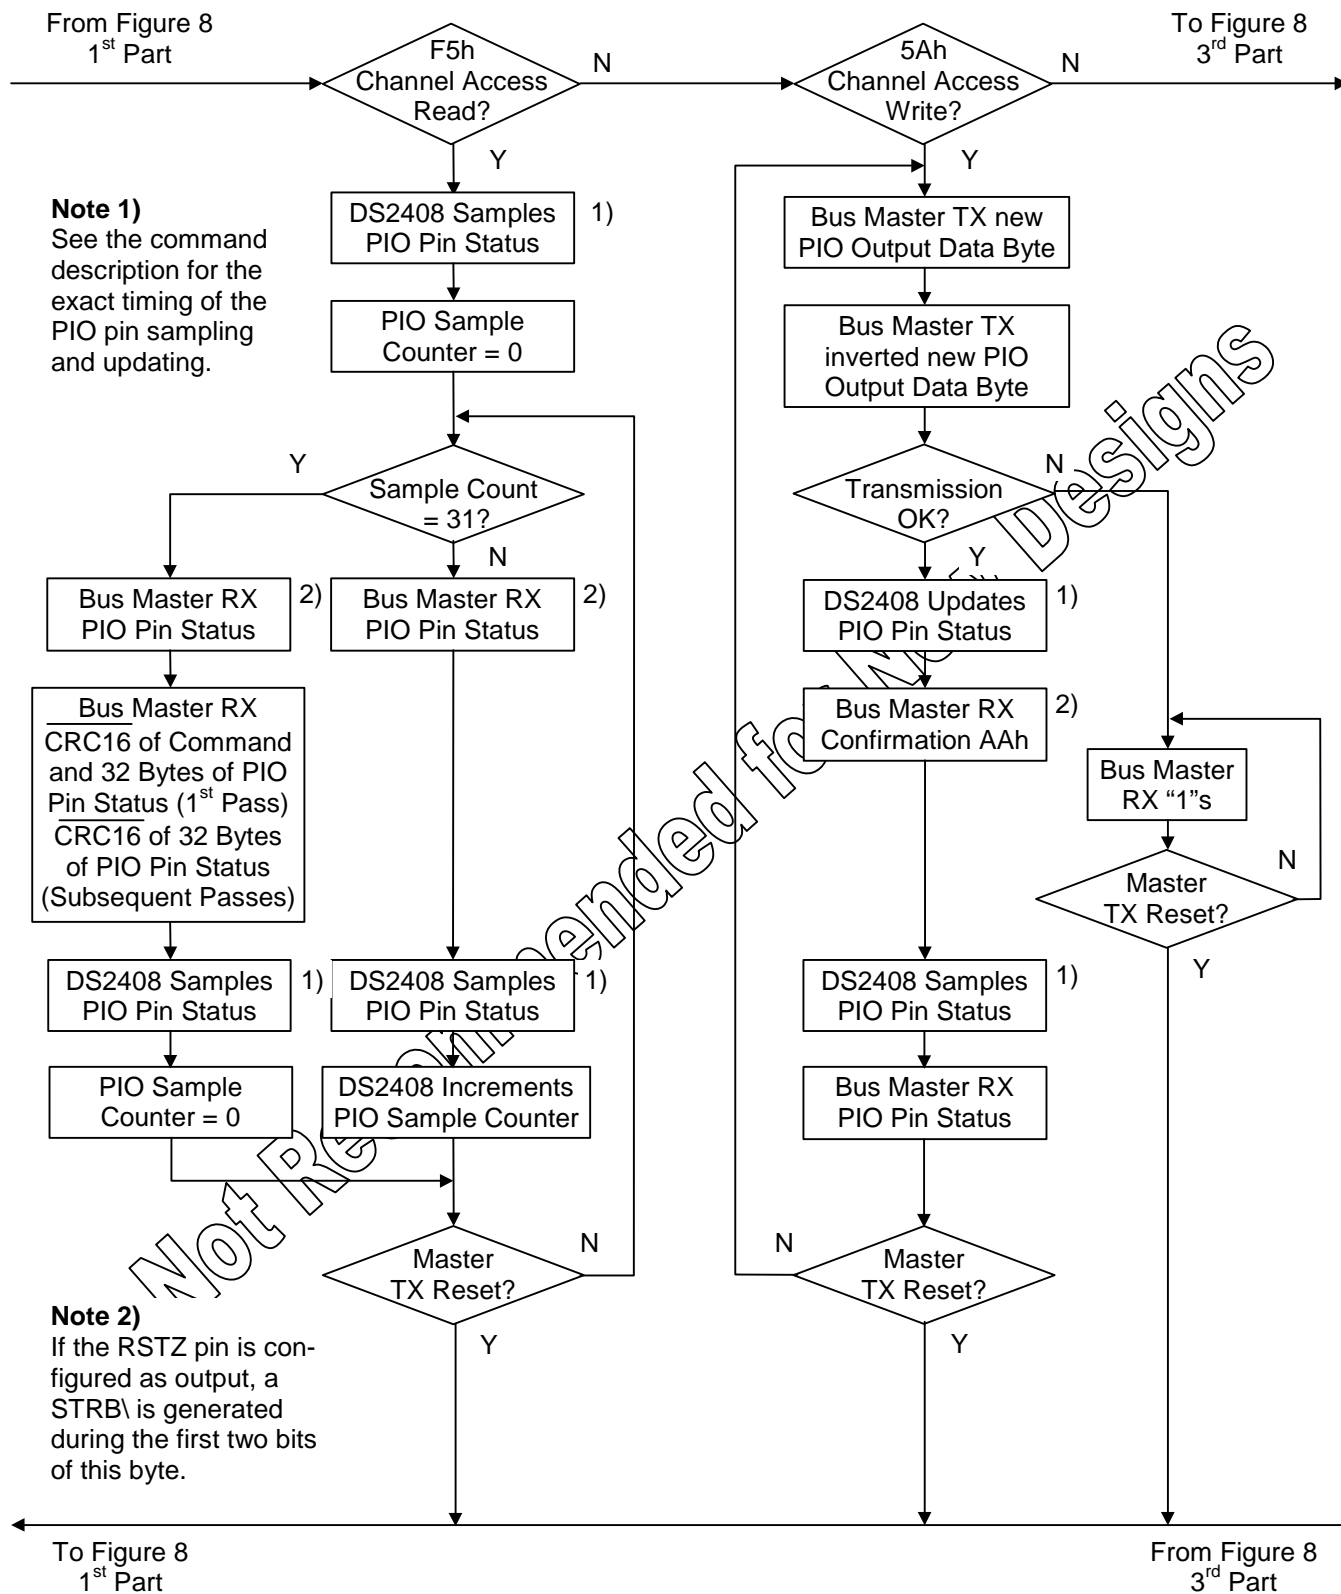 From Figure 8
1st Part
F5h
Channel Access
Read?
N
5Ah
Channel Access
Write?
N
To Figure 8
3rd Part
Y
Y
Note 1)
See the command
description for the
exact timing of the
PIO pin sampling
and updating.
DS2408 Samples
PIO Pin Status
1)
PIO Sample
Counter = 0
Bus Master TX new
PIO Output Data Byte
Bus Master TX
inverted new PIO
Output Data Byte
Y
Sample Count
= 31?
N
Transmission
OK?
N
Y
Bus Master RX
PIO Pin Status
2)
Bus Master RX
PIO Pin Status
2)
DS2408 Updates
PIO Pin Status
1)
Bus Master RX
CRC16 of Command
and 32 Bytes of PIO
Pin Status (1st Pass)
CRC16 of 32 Bytes
of PIO Pin Status
(Subsequent Passes)
Bus Master RX
Confirmation AAh
2)
Bus Master
RX “1”s
Master
TX Reset?
N
Y
DS2408 Samples
PIO Pin Status
1)
DS2408 Samples
PIO Pin Status
1)
DS2408 Samples
PIO Pin Status
1)
PIO Sample
Counter = 0
DS2408 Increments
PIO Sample Counter
Bus Master RX
PIO Pin Status
Master
TX Reset?
N
Y
N
Master
TX Reset?
Y
Note 2)
If the RSTZ pin is con-
figured as output, a
STRB\ is generated
during the first two bits
of this byte.
To Figure 8
1st Part
From Figure 8
3rd Part
Not Recommended for New Designs